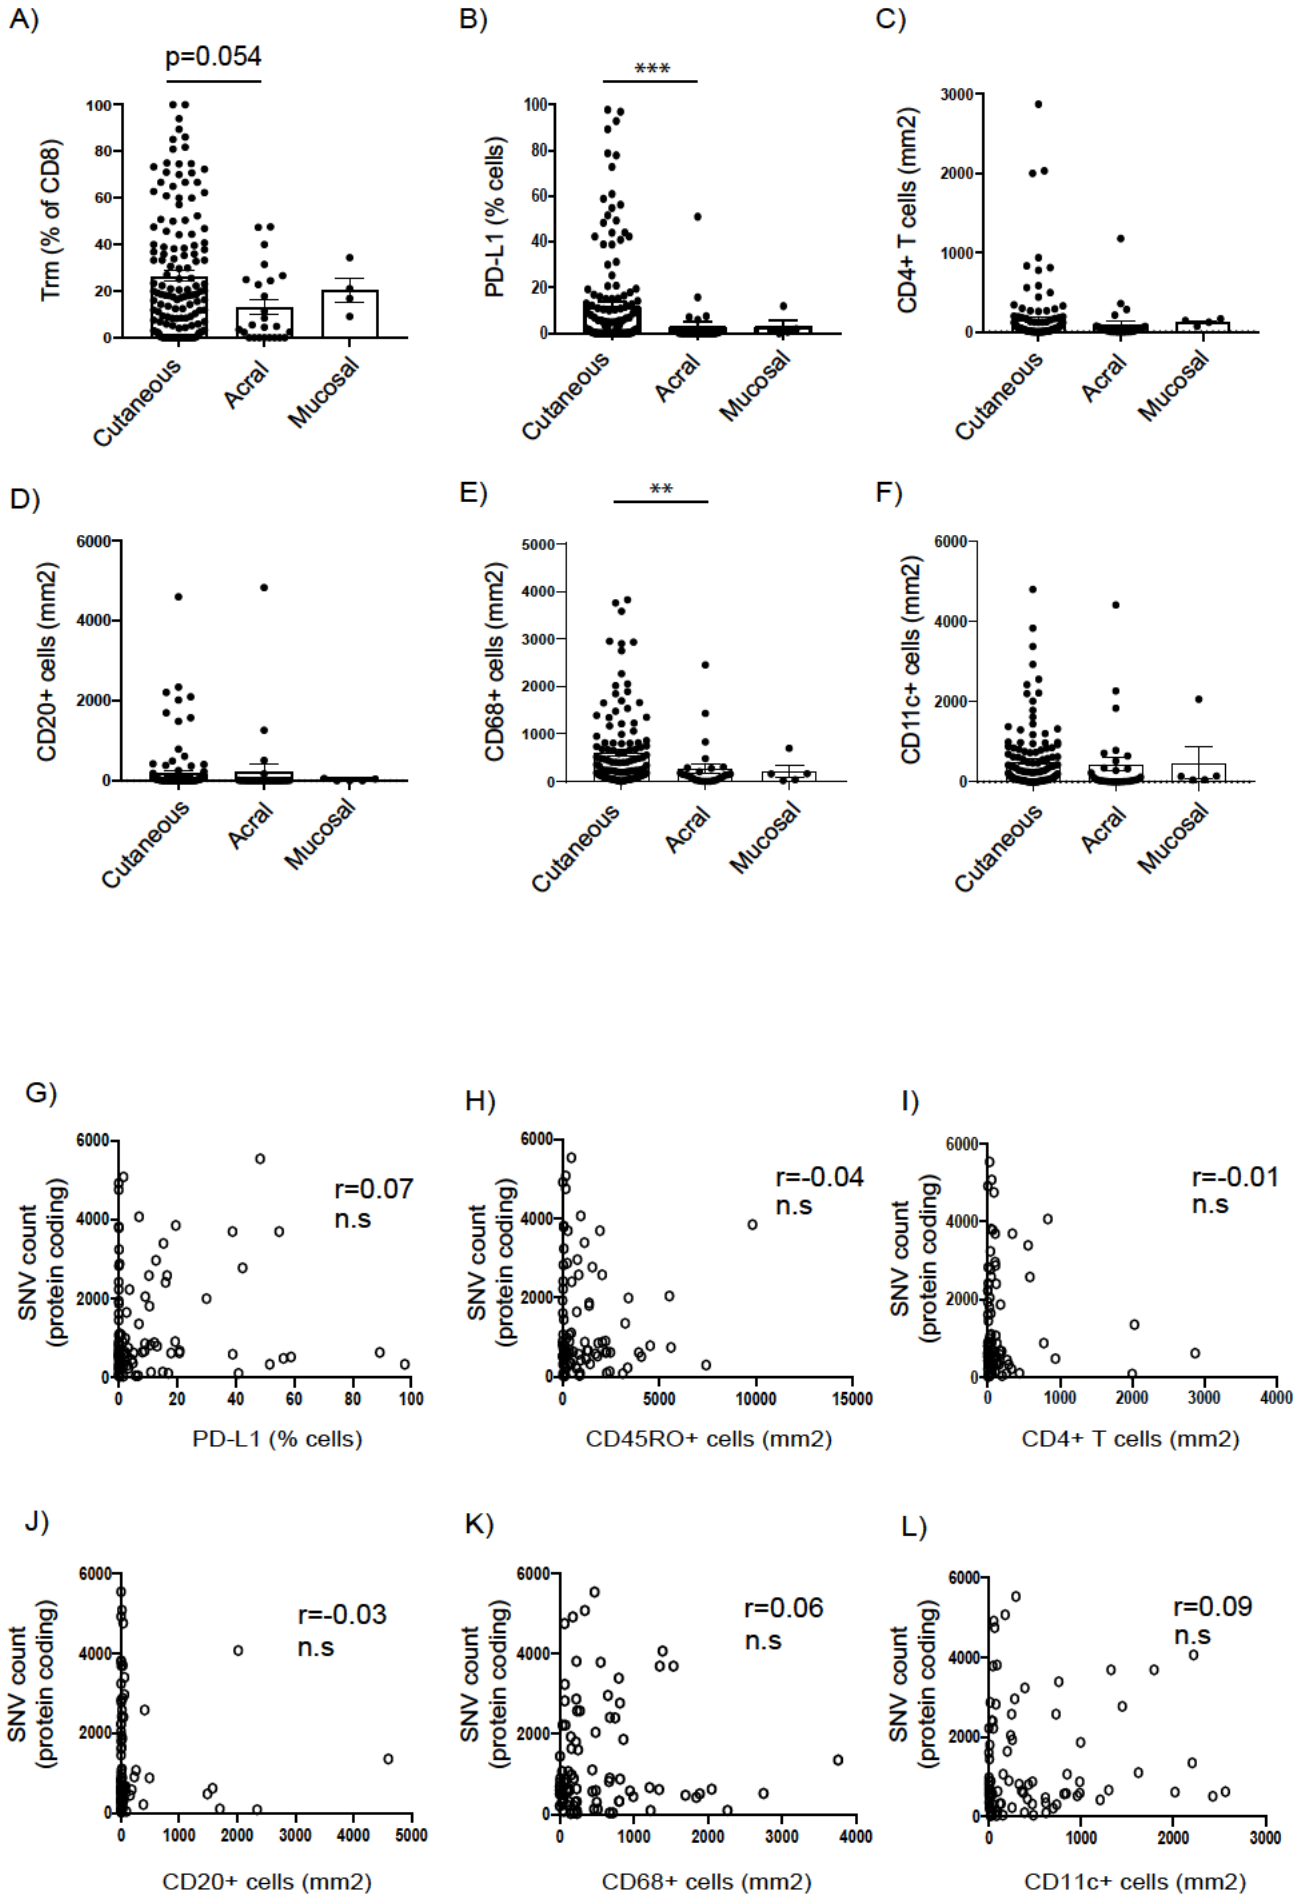 A)
p=0.054
Trm (% of CD8)
100
80
60
40
20
0
Cutaneous
Acral
Mucosal
B)
***
PD-L1 (% cells)
100
80
60
40
20
0
Cutaneous
Acral
Mucosal
C)
CD4+ T cells (mm2)
3000
2000
1000
0
Cutaneous
Acral
Mucosal
D)
CD20+ cells (mm2)
6000
4000
2000
0
Cutaneous
Acral
Mucosal
E)
**
CD68+ cells (mm2)
5000
4000
3000
2000
1000
0
Cutaneous
Acral
Mucosal
F)
CD11c+ cells (mm2)
6000
4000
2000
0
Cutaneous
Acral
Mucosal
G)
SNV count
(protein coding)
6000
4000
2000
0
r=0.07
n.s
0 20 40 60 80 100
PD-L1 (% cells)
H)
SNV count
(protein coding)
6000
4000
2000
0
r=-0.04
n.s
0 5000 10000 15000
CD45RO+ cells (mm2)
I)
SNV count
(protein coding)
6000
4000
2000
0
r=-0.01
n.s
0 1000 2000 3000 4000
CD4+ T cells (mm2)
J)
SNV count
(protein coding)
6000
4000
2000
0
r=-0.03
n.s
0 1000 2000 3000 4000 5000
CD20+ cells (mm2)
K)
SNV count
(protein coding)
6000
4000
2000
0
r=0.06
n.s
0 1000 2000 3000 4000
CD68+ cells (mm2)
L)
SNV count
(protein coding)
6000
4000
2000
0
r=0.09
n.s
0 1000 2000 3000
CD11c+ cells (mm2)